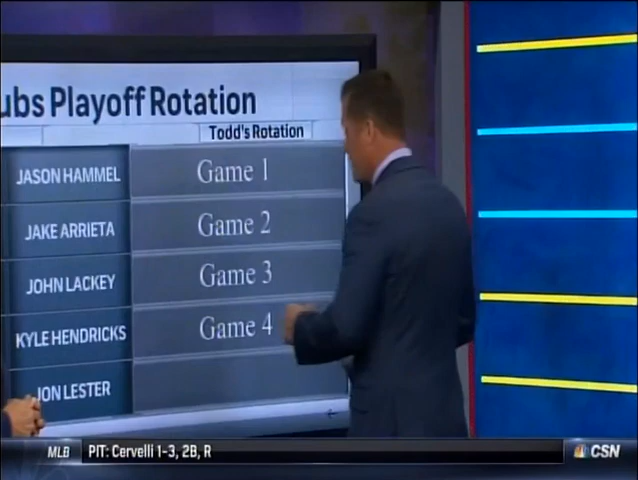 ubs Playoff Rotation
Todd's Rotation
JASON HAMMEL Game 1
JAKE ARRIETA Game 2
JOHN LACKEY Game 3
KYLE HENDRICKS Game 4
JON LESTER
MLB PIT: Cervelli 1-3, 2B, R CSN